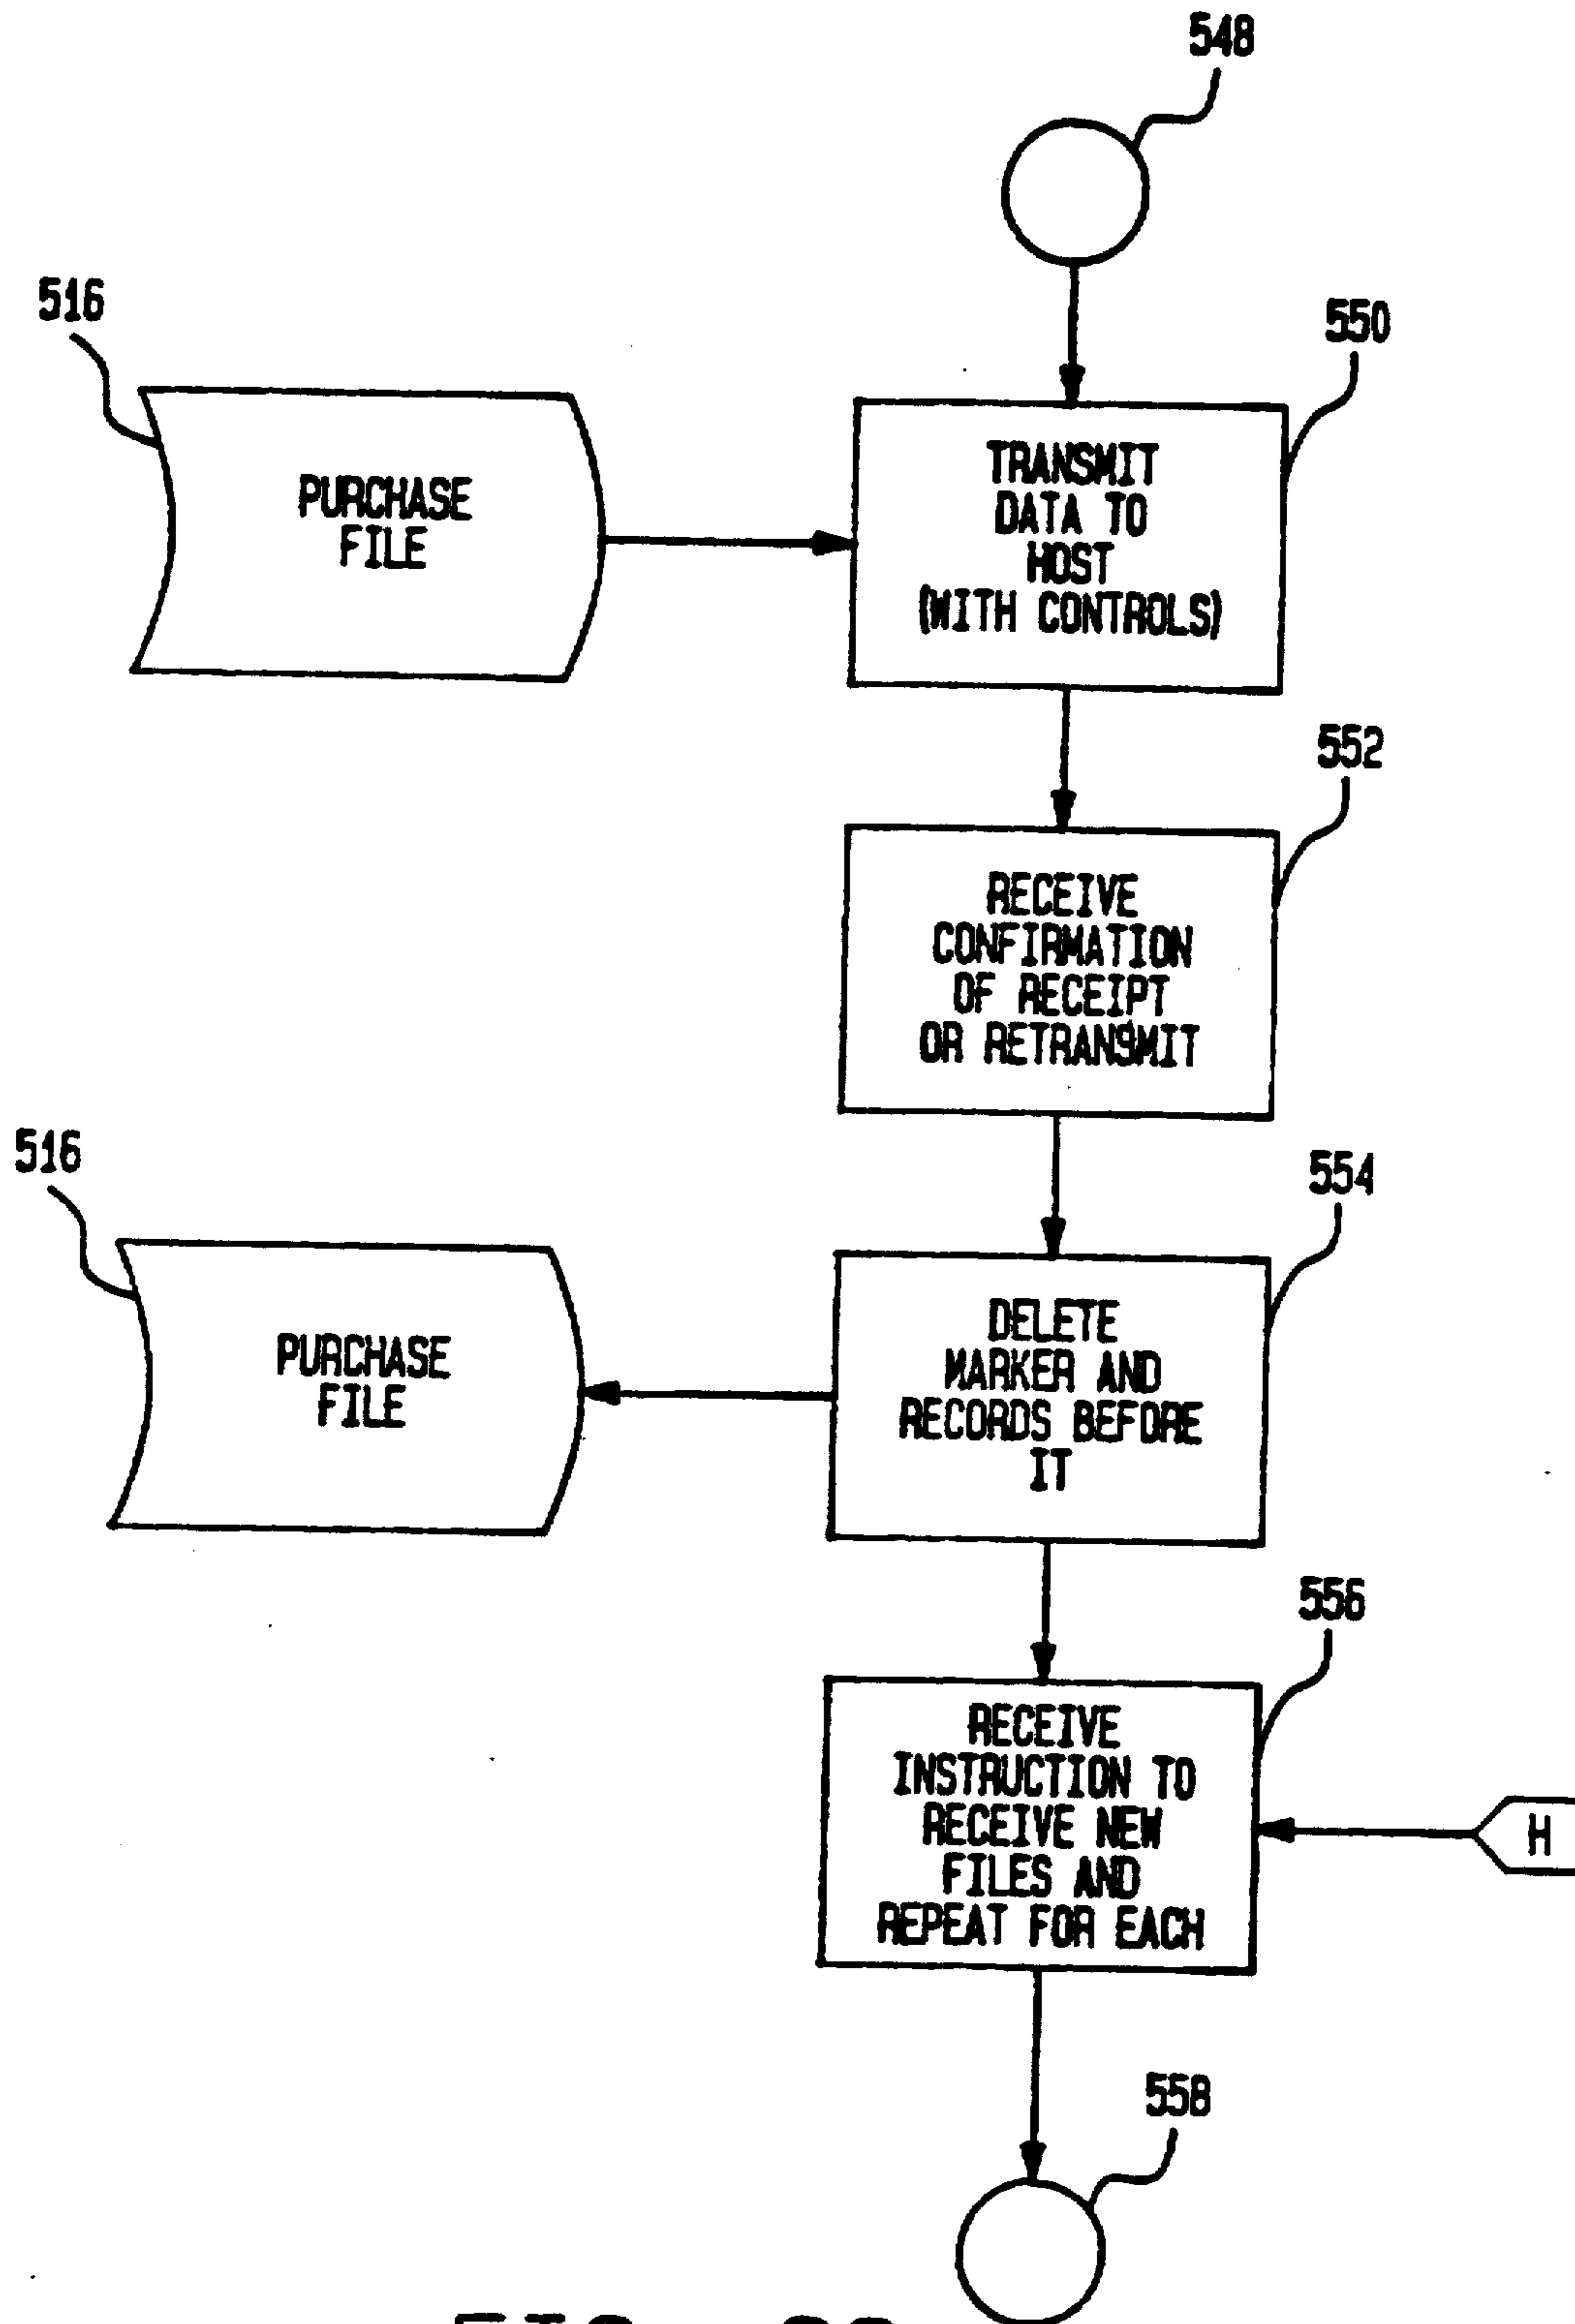 548
516
550
PURCHASE
FILE
TRANSMIT
DATA TO
HOST
(WITH CONTROLS)
552
RECEIVE
CONFIRMATION
OF RECEIPT
OR RETRANSMIT
516
554
PURCHASE
FILE
DELETE
MARKER AND
RECORDS BEFORE
IT
556
RECEIVE
INSTRUCTION TO
RECEIVE NEW
FILES AND
REPEAT FOR EACH
H
558